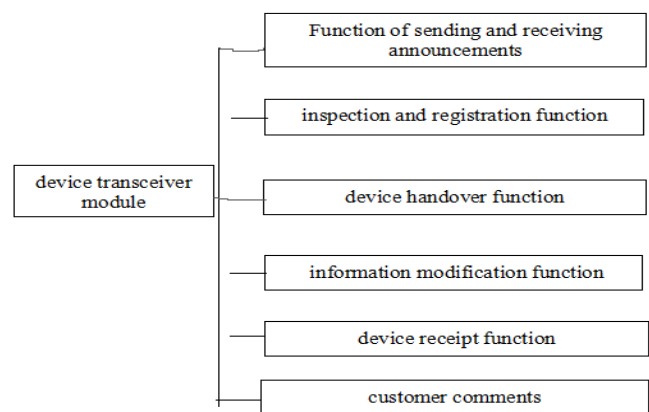 Function of sending and receiving
announcements
inspection and registration function
device transceiver
module
device handover function
information modification function
device receipt function
customer comments